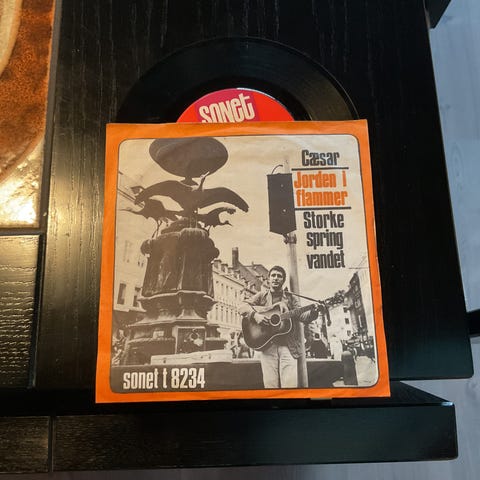 sonet
Cæsar
Jorden i
flammer
Storke
spring
vandet
sonet t 8234